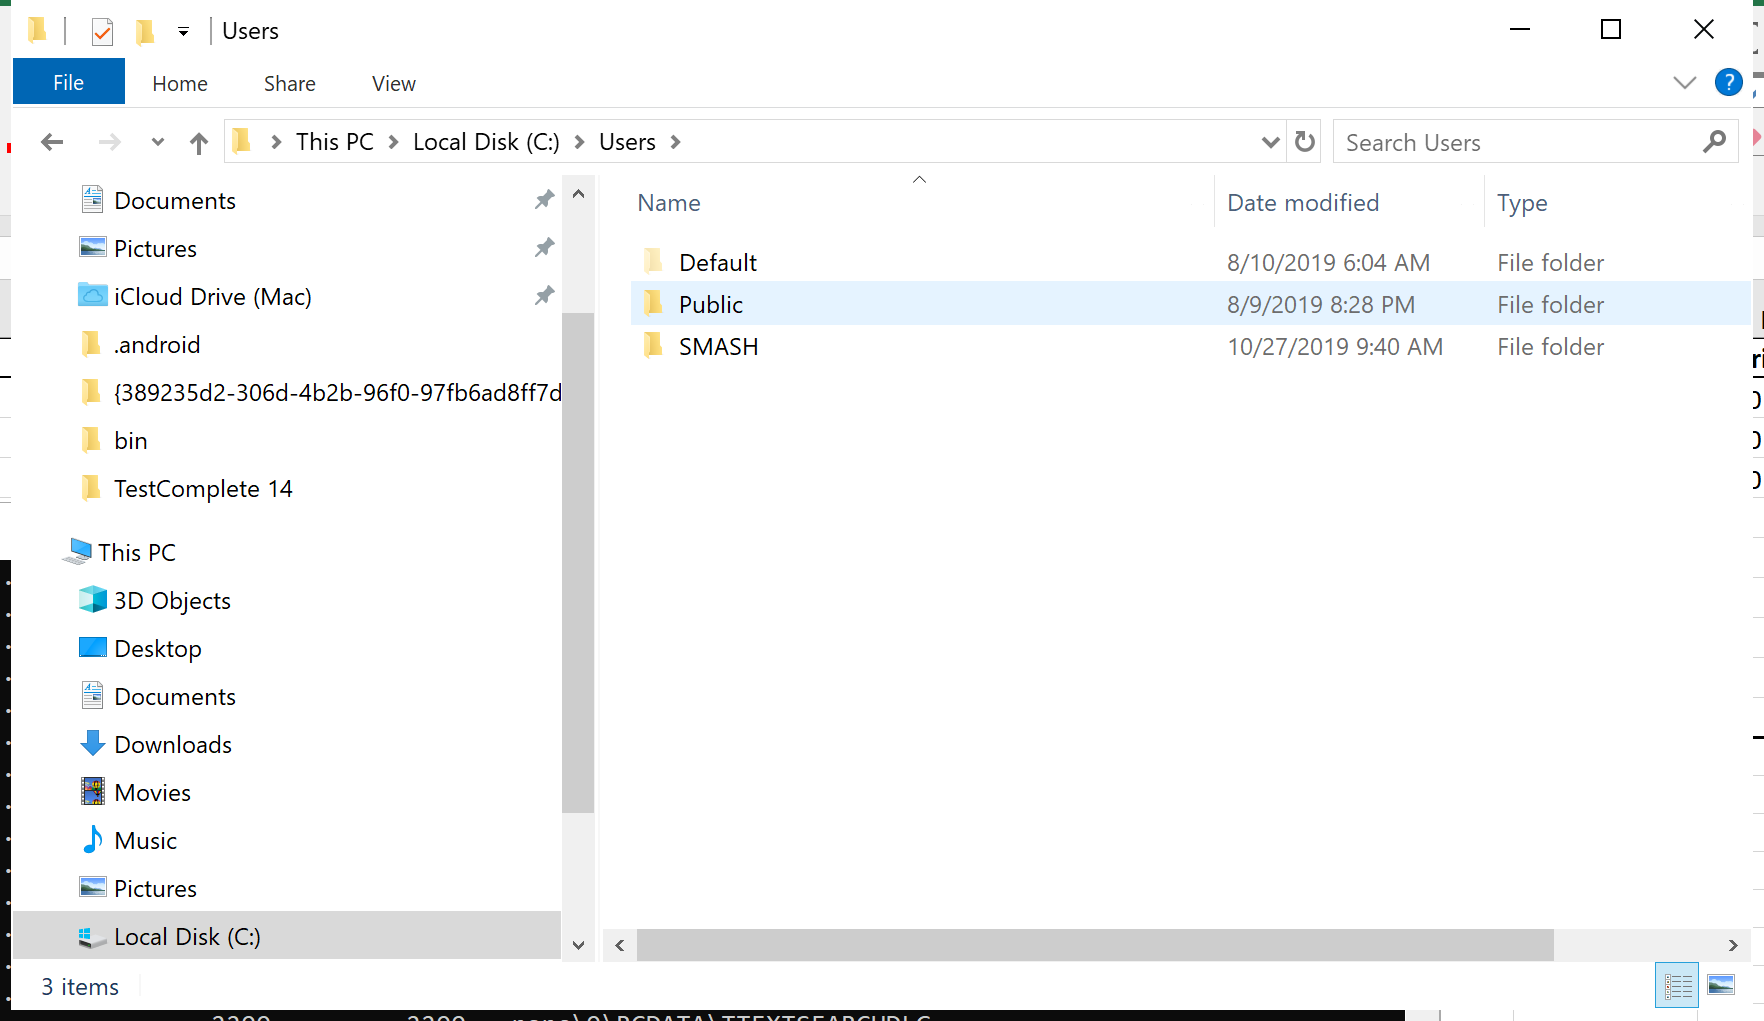 Users
File Home Share View
This PC Local Disk (C:) Users
Search Users
Documents
Pictures
iCloud Drive (Mac)
.android
{389235d2-306d-4b2b-96f0-97fb6ad8ff7d
bin
TestComplete 14
This PC
3D Objects
Desktop
Documents
Downloads
Movies
Music
Pictures
Local Disk (C:)
Name Date modified Type
Default 8/10/2019 6:04 AM File folder
Public 8/9/2019 8:28 PM File folder
SMASH 10/27/2019 9:40 AM File folder
3 items